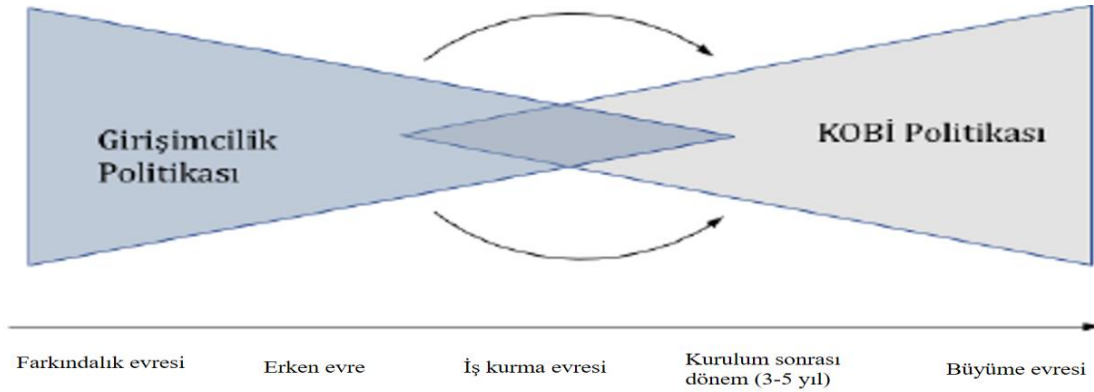 Girişimcilik
Politikası
KOBİ Politikası
Farkındalık evresi
Erken evre
İş kurma evresi
Kurulum sonrası
dönem (3-5 yıl)
Büyüme evresi